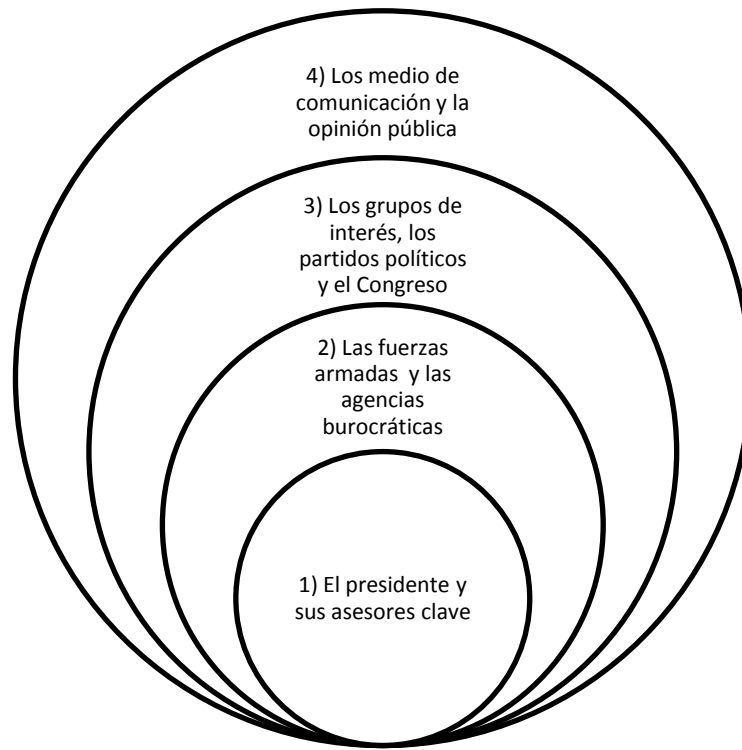 4) Los medio de
comunicación y la
opinión pública
3) Los grupos de
interés, los
partidos políticos
y el Congreso
2) Las fuerzas
armadas y las
agencias
burocráticas
1) El presidente y
sus asesores clave